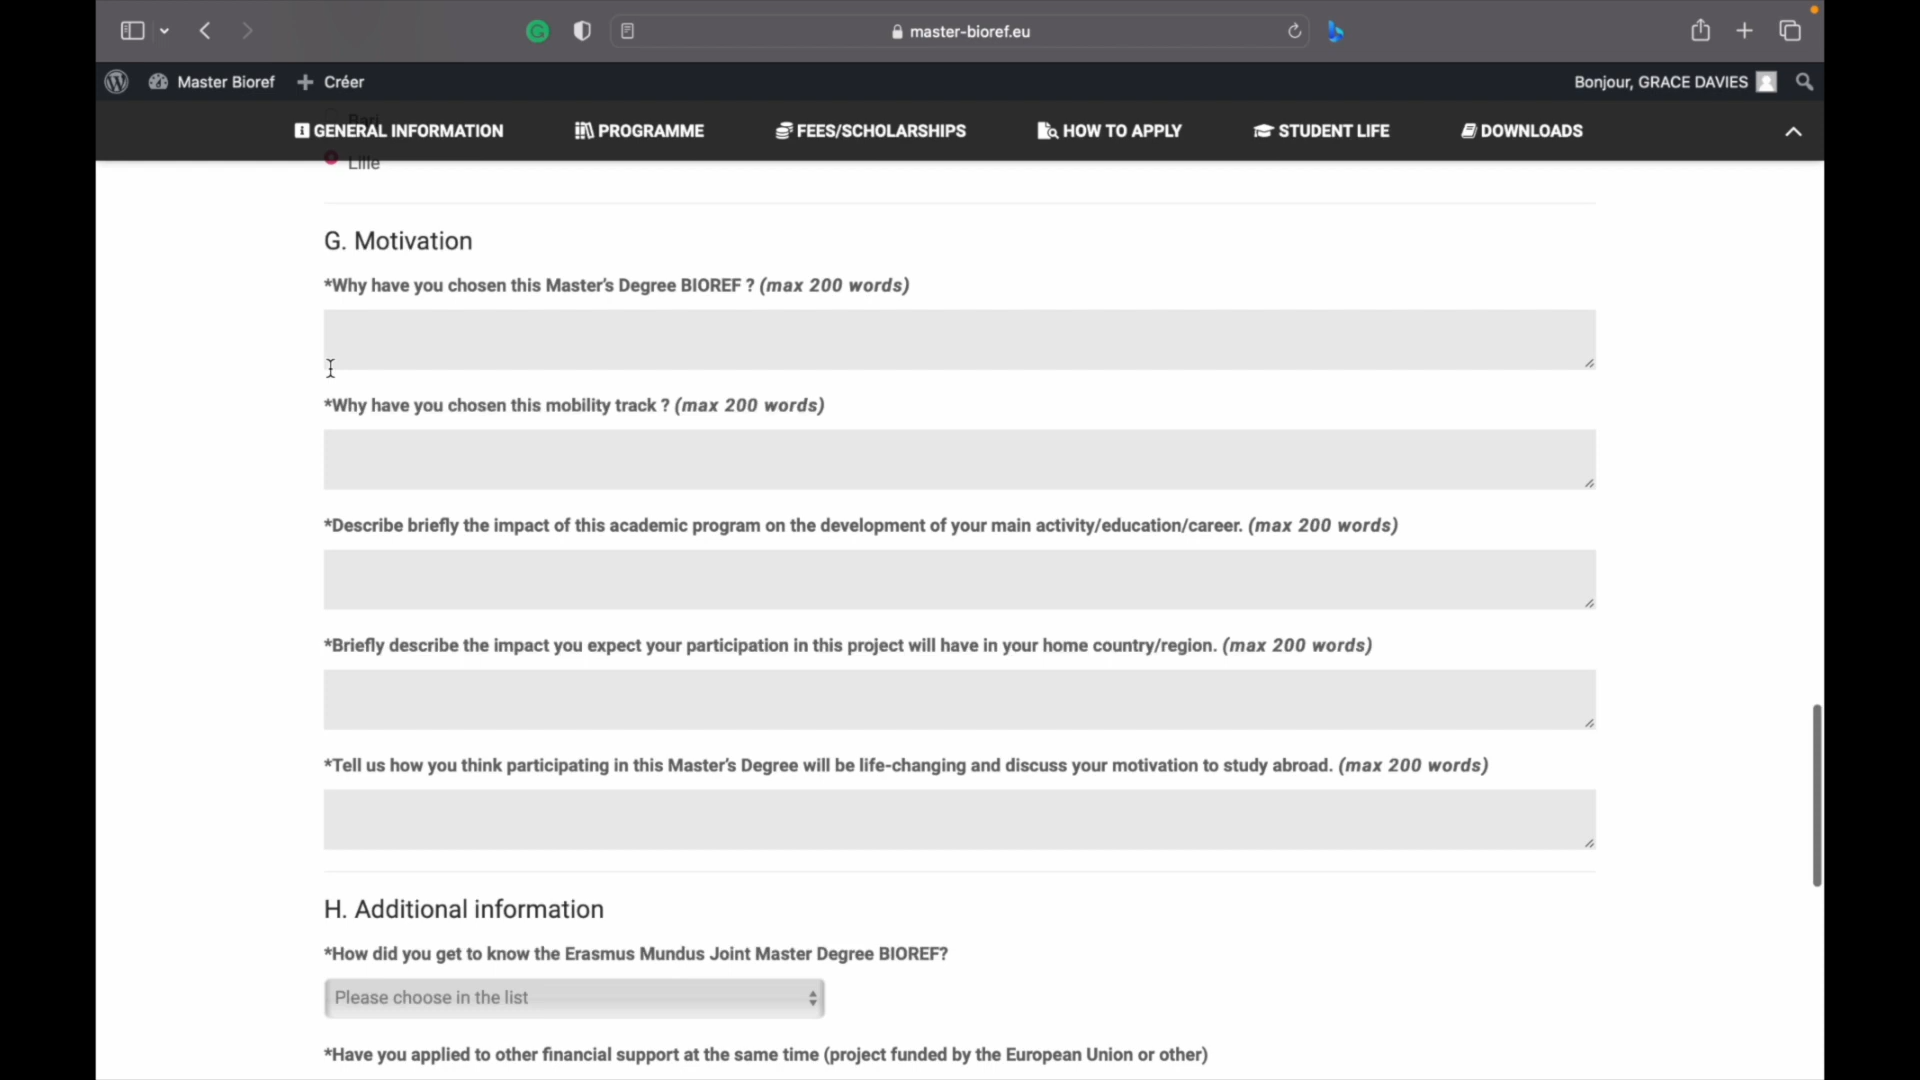 master-bioref.eu
Master Bioref
Créer
Bonjour, GRACE DAVIES
Bari
GENERAL INFORMATION
PROGRAMME
FEES/SCHOLARSHIPS
HOW TO APPLY
STUDENT LIFE
DOWNLOADS
Lille
G. Motivation
*Why have you chosen this Master's Degree BIOREF ? (max 200 words)
*Why have you chosen this mobility track ? (max 200 words)
*Describe briefly the impact of this academic program on the development of your main activity/education/career. (max 200 words)
*Briefly describe the impact you expect your participation in this project will have in your home country/region. (max 200 words)
*Tell us how you think participating in this Master's Degree will be life-changing and discuss your motivation to study abroad. (max 200 words)
H. Additional information
*How did you get to know the Erasmus Mundus Joint Master Degree BIOREF?
Please choose in the list
*Have you applied to other financial support at the same time (project funded by the European Union or other)